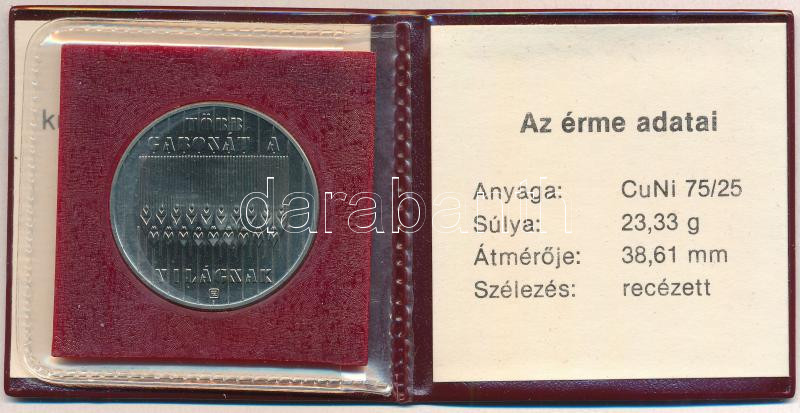 TÖBB
GABONÁT A
VILÁGNAK
Az érme adatai
Anyaga: CuNi 75/25
Súlya: 23,33 g
Átmérője: 38,61 mm
Szélezés: recézett
darabanth